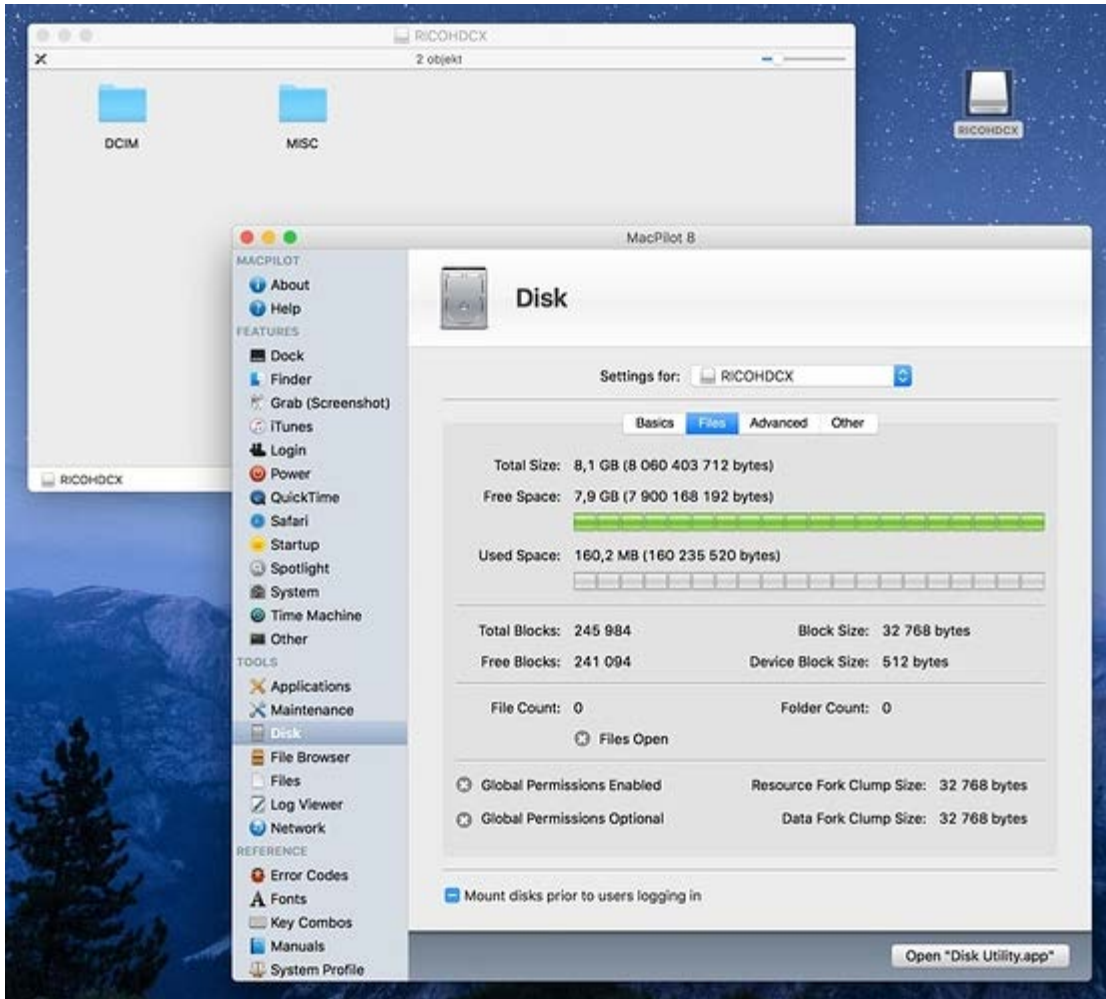 RICOHDCX
2 objekt
DCIM
MISC
RICOHDCX
RICOHDCX
MacPilot 8
MACPILOT
About
Help
FEATURES
Dock
Finder
Grab (Screenshot)
iTunes
Login
Power
QuickTime
Safari
Startup
Spotlight
System
Time Machine
Other
TOOLS
Applications
Maintenance
Disk
File Browser
Files
Log Viewer
Network
REFERENCE
Error Codes
Fonts
Key Combos
Manuals
System Profile
Disk
Settings for: RICOHDCX
Basics Files Advanced Other
Total Size: 8,1 GB (8 060 403 712 bytes)
Free Space: 7,9 GB (7 900 168 192 bytes)
Used Space: 160,2 MB (160 235 520 bytes)
Total Blocks: 245 984 Block Size: 32 768 bytes
Free Blocks: 241 094 Device Block Size: 512 bytes
File Count: 0 Folder Count: 0
Files Open
Global Permissions Enabled Resource Fork Clump Size: 32 768 bytes
Global Permissions Optional Data Fork Clump Size: 32 768 bytes
Mount disks prior to users logging in
Open "Disk Utility.app"